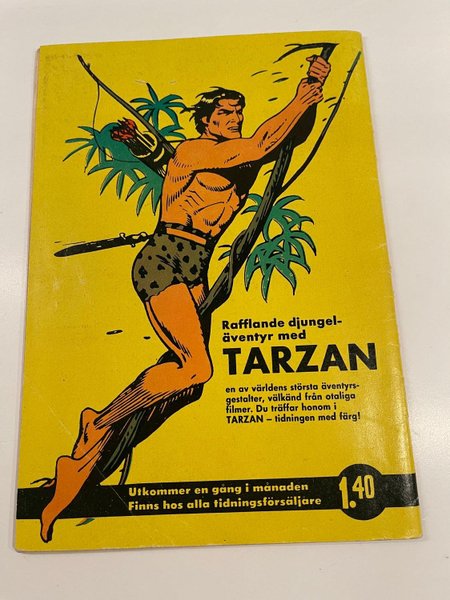 Rafflande djungel-
äventyr med
TARZAN
en av världens största äventyrs-
gestalter, välkänd från otaliga
filmer. Du träffar honom i
TARZAN – tidningen med färg!
Utkommer en gång i månaden
Finns hos alla tidningsförsäljare
1.40